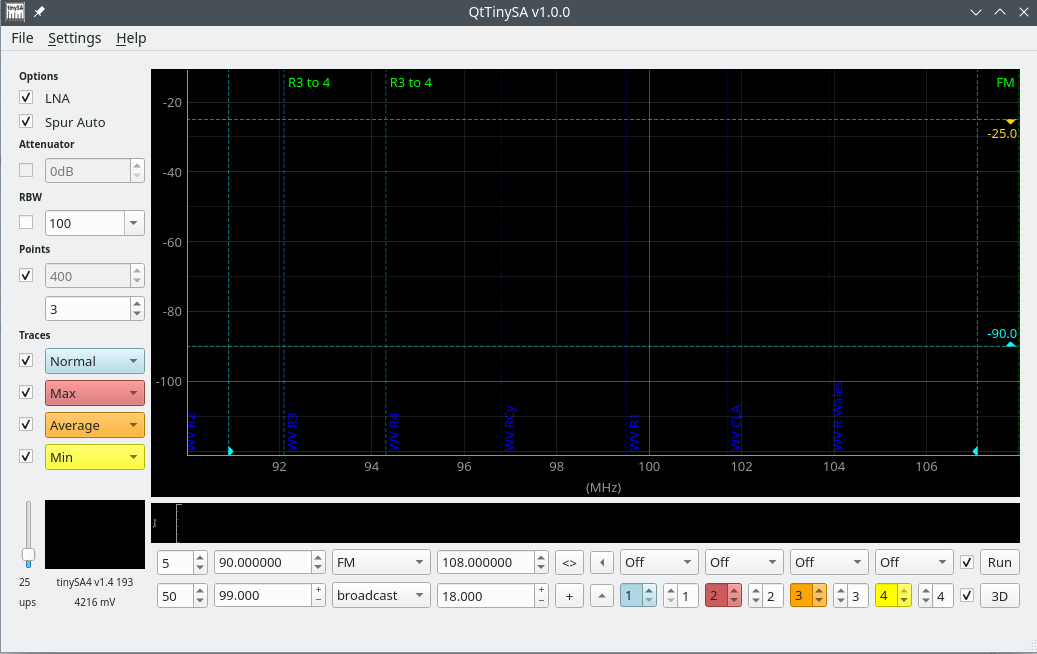 tinySA
QtTinySA v1.0.0
File Settings Help
Options
LNA
Spur Auto
Attenuator
0dB
RBW
100
Points
400
3
Traces
Normal
Max
Average
Min
25
ups
tinySA4 v1.4 193
4216 mV
R3 to 4
R3 to 4
FM
-20
-40
-60
-80
-100
-25.0
-90.0
WV R2
WV R3
WV R4
WV RCy
WV R1
WV CLA
WV R Wales
92 94 96 98 100 102 104 106
(MHz)
5 90.000000 FM 108.000000 <> Off Off Off Off Run
50 99.000 + − broadcast 18.000 + − + 1 1 2 2 3 3 4 4 3D